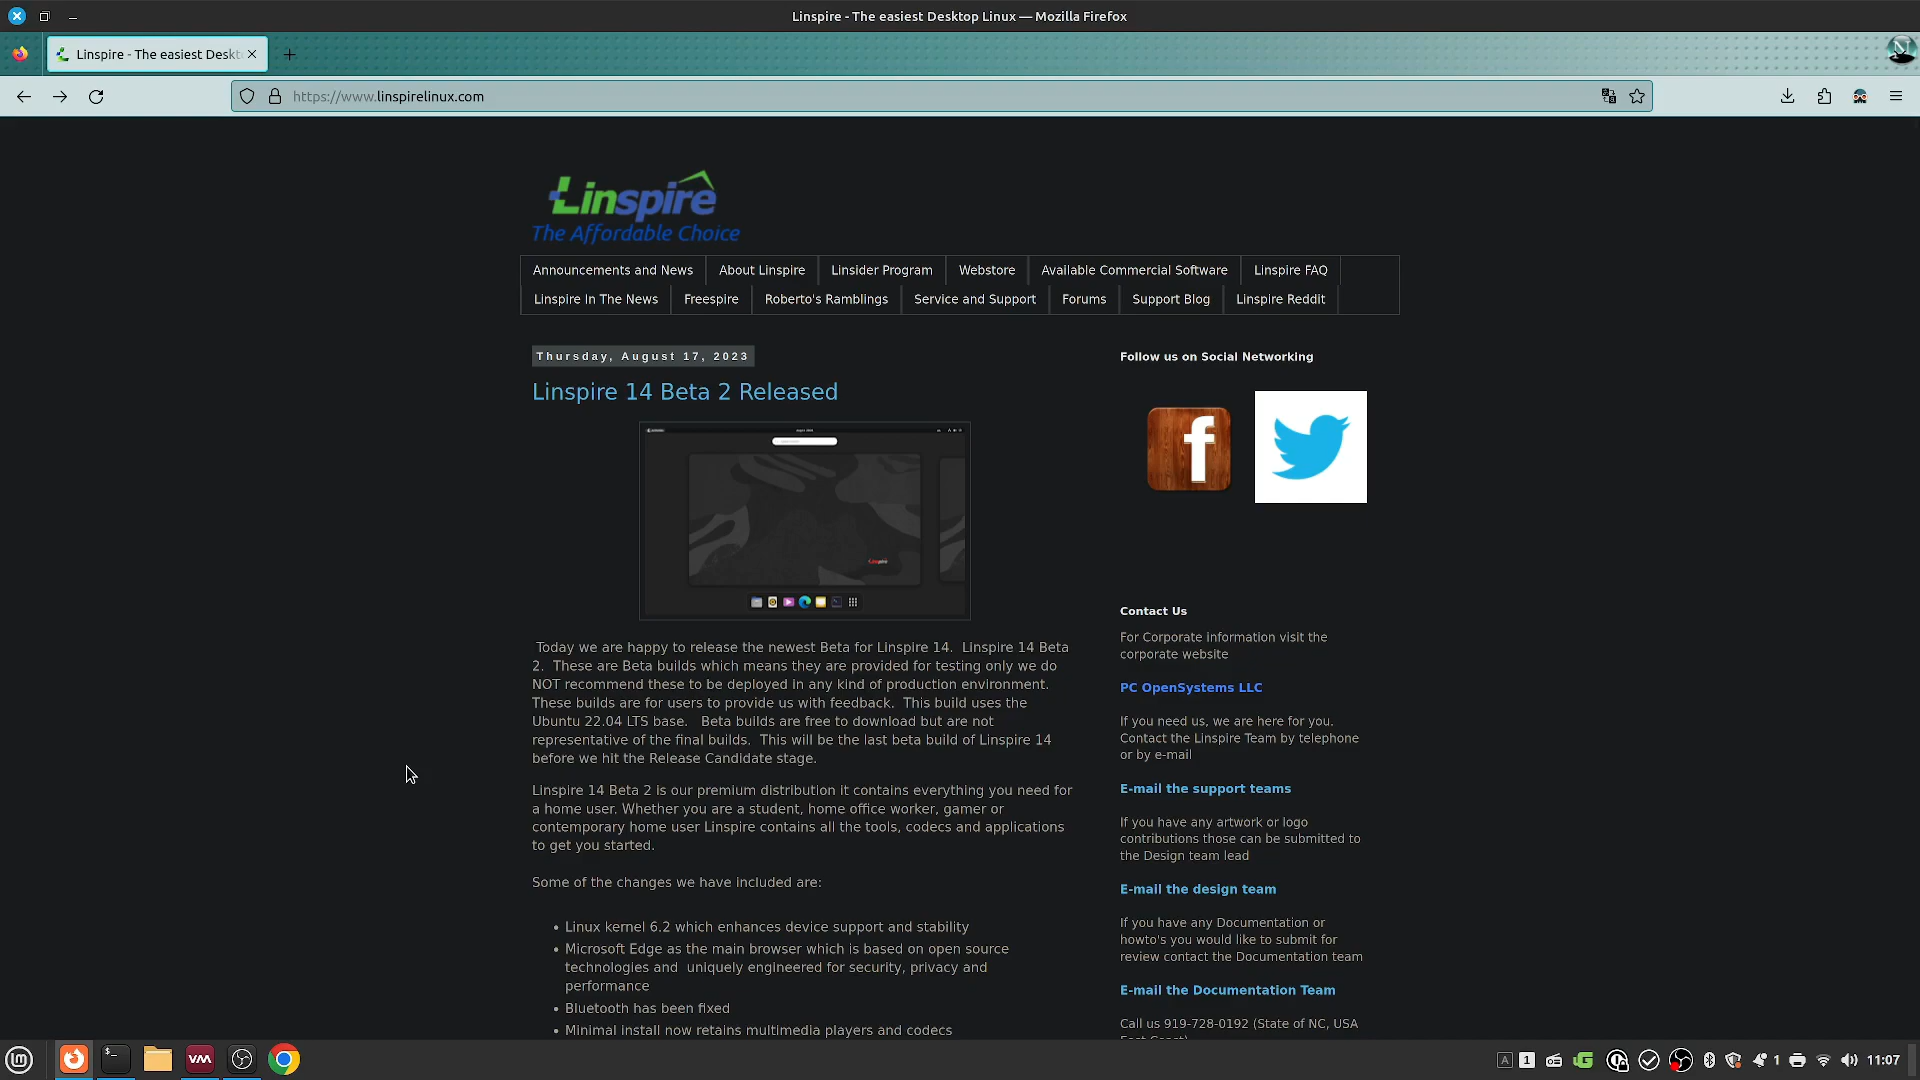 Linspire - The easiest Desktop Linux — Mozilla Firefox
Linspire - The easiest Deskt
https://www.linspirelinux.com
Linspire
The Affordable Choice
Announcements and News
About Linspire
Linsider Program
Webstore
Available Commercial Software
Linspire FAQ
Linspire In The News
Freespire
Roberto's Ramblings
Service and Support
Forums
Support Blog
Linspire Reddit
Thursday, August 17, 2023
Linspire 14 Beta 2 Released
Today we are happy to release the newest Beta for Linspire 14.  Linspire 14 Beta
2.  These are Beta builds which means they are provided for testing only we do
NOT recommend these to be deployed in any kind of production environment.
These builds are for users to provide us with feedback.  This build uses the
Ubuntu 22.04 LTS base.   Beta builds are free to download but are not
representative of the final builds.  This will be the last beta build of Linspire 14
before we hit the Release Candidate stage.
Linspire 14 Beta 2 is our premium distribution it contains everything you need for
a home user. Whether you are a student, home office worker, gamer or
contemporary home user Linspire contains all the tools, codecs and applications
to get you started.
Some of the changes we have included are:
• Linux kernel 6.2 which enhances device support and stability
• Microsoft Edge as the main browser which is based on open source
technologies and  uniquely engineered for security, privacy and
performance
• Bluetooth has been fixed
• Minimal install now retains multimedia players and codecs
Follow us on Social Networking
Contact Us
For Corporate information visit the
corporate website
PC OpenSystems LLC
If you need us, we are here for you.
Contact the Linspire Team by telephone
or by e-mail
E-mail the support teams
If you have any artwork or logo
contributions those can be submitted to
the Design team lead
E-mail the design team
If you have any Documentation or
howto's you would like to submit for
review contact the Documentation team
E-mail the Documentation Team
Call us 919-728-0192 (State of NC, USA
A
1
1
11:07